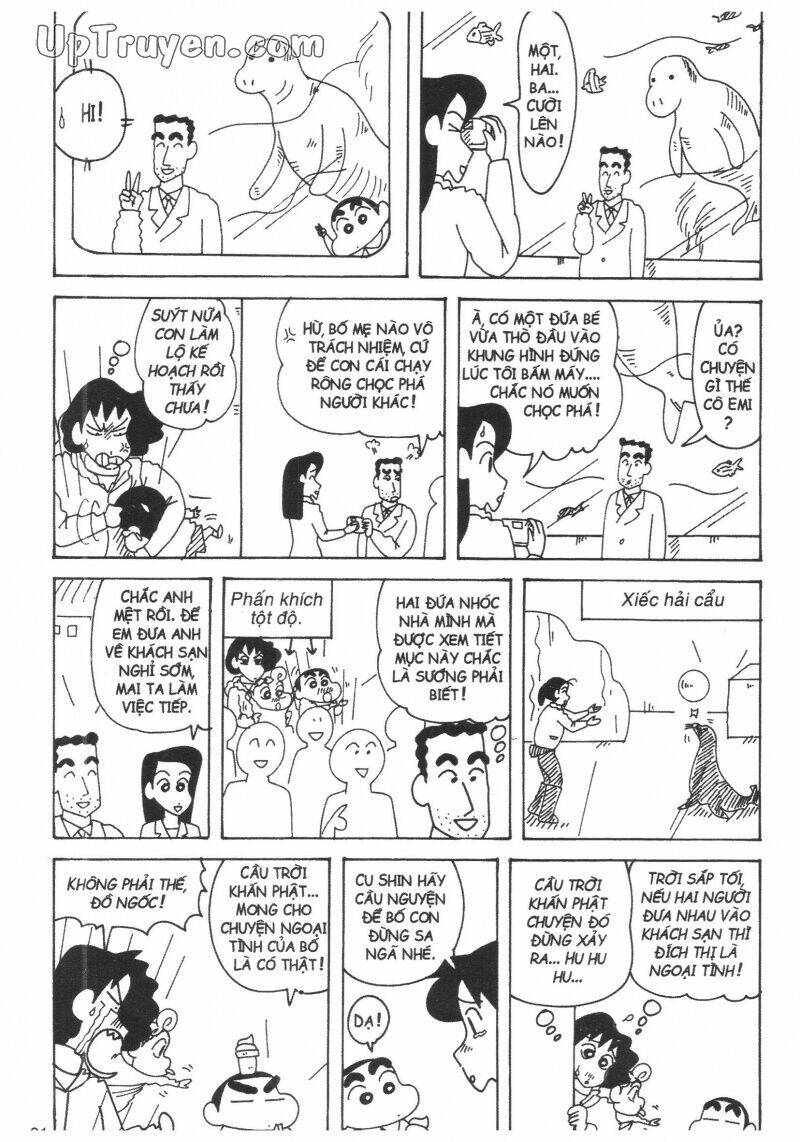 UpTruyen.com
MỘT,
HAI.
BA...
CƯỜI
LÊN
NÀO!
HI!
ỦA?
CÓ
CHUYỆN
GÌ THẾ
CÔ EMI
?
À, CÓ MỘT ĐỨA BÉ
VỪA THÒ ĐẦU VÀO
KHUNG HÌNH ĐÚNG
LÚC TÔI BẤM MÁY....
CHẮC NÓ MUỐN
CHỌC PHÁ!
HỪ, BỐ MẸ NÀO VÔ
TRÁCH NHIỆM, CỨ
ĐỂ CON CÁI CHẠY
RÔNG CHỌC PHÁ
NGƯỜI KHÁC!
SUÝT NỮA
CON LÀM
LỘ KẾ
HOẠCH RỒI
THẤY
CHƯA!
Xiếc hải cẩu
HAI ĐỨA NHÓC
NHÀ MÌNH MÀ
ĐƯỢC XEM TIẾT
MỤC NÀY CHẮC
LÀ SƯỚNG PHẢI
BIẾT!
Phấn khích
tột độ.
CHẮC ANH
MỆT RỒI. ĐỂ
EM ĐƯA ANH
VỀ KHÁCH SẠN
NGHỈ SỚM,
MAI TA LÀM
VIỆC TIẾP.
TRỜI SẮP TỐI,
NẾU HAI NGƯỜI
ĐƯA NHAU VÀO
KHÁCH SẠN THÌ
ĐÍCH THỊ LÀ
NGOẠI TÌNH!
CẦU TRỜI
KHẤN PHẬT
CHUYỆN ĐÓ
ĐỪNG XẢY
RA... HU HU
HU...
CU SHIN HÃY
CẦU NGUYỆN
ĐỂ BỐ CON
ĐỪNG SA
NGÃ NHÉ.
DẠ!
CẦU TRỜI
KHẤN PHẬT...
MONG CHO
CHUYỆN NGOẠI
TÌNH CỦA BỐ
LÀ CÓ THẬT!
KHÔNG PHẢI THẾ,
ĐỒ NGỐC!